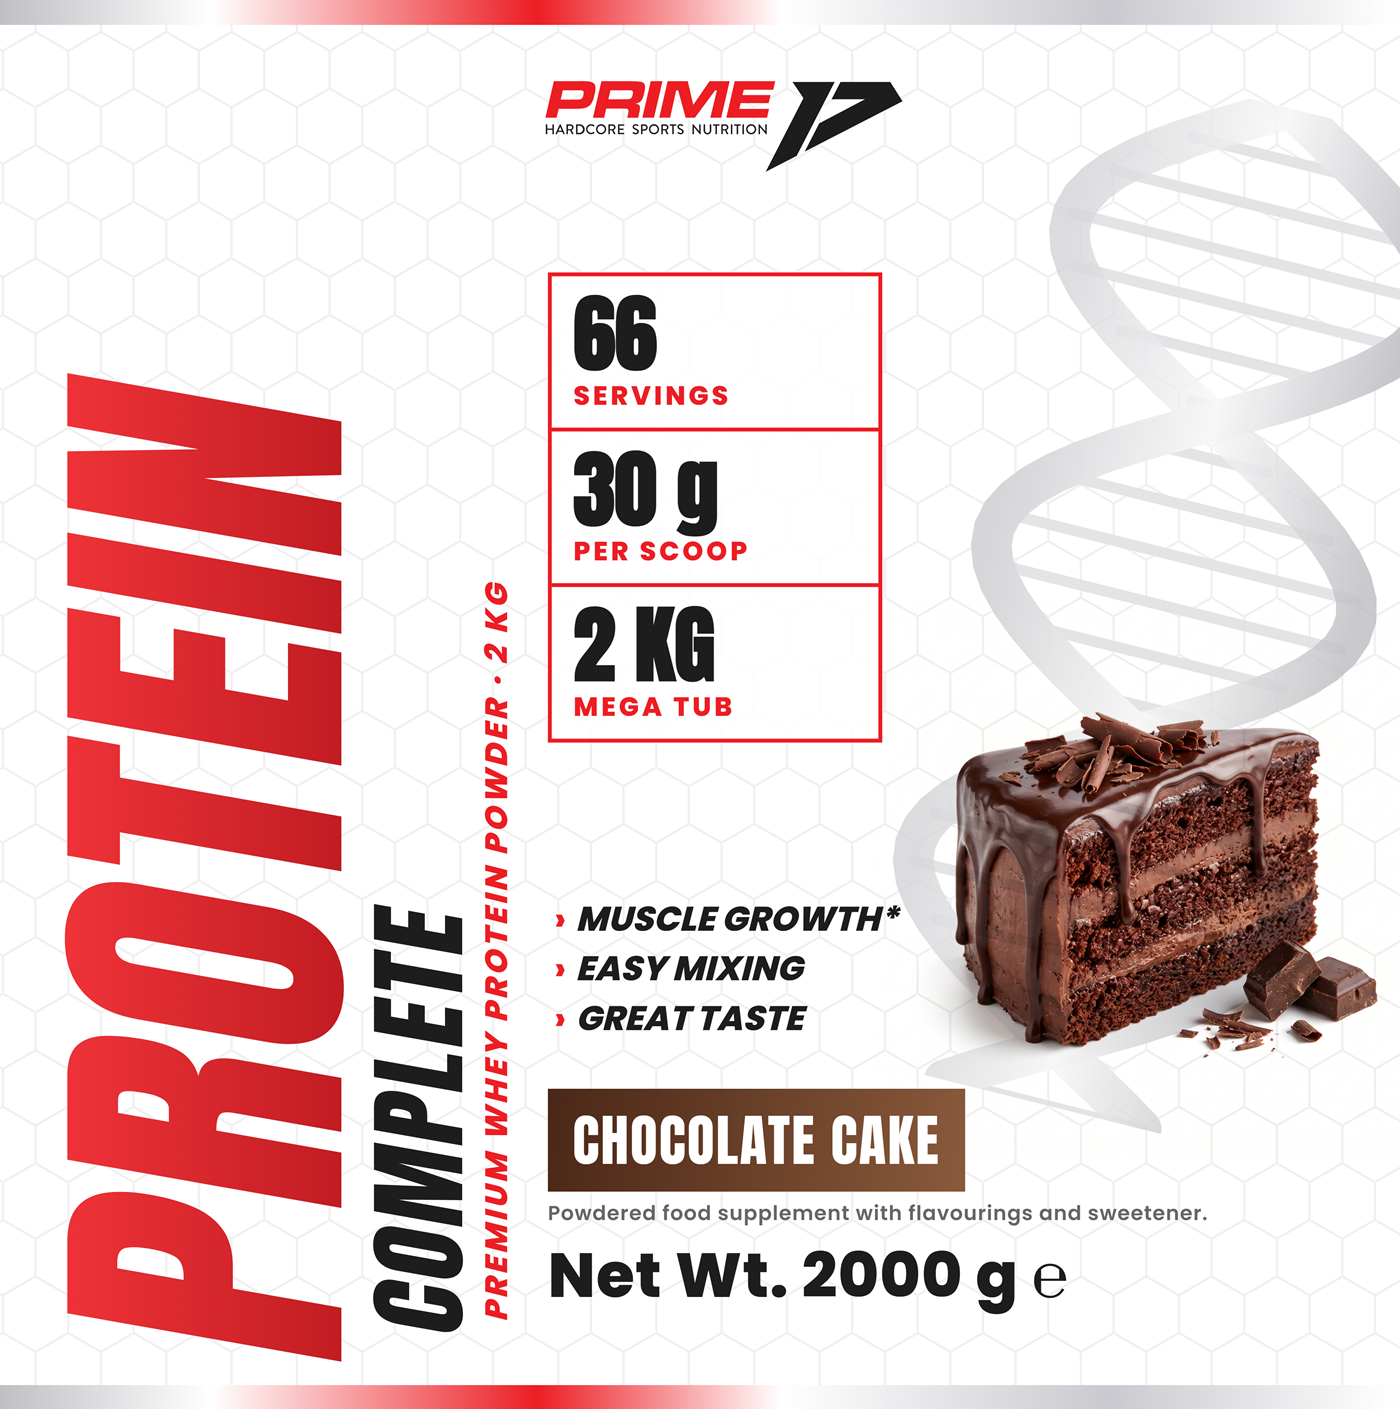 PRIME
HARDCORE SPORTS NUTRITION
PROTEIN
COMPLETE
PREMIUM WHEY PROTEIN POWDER · 2 KG
66
SERVINGS
30 g
PER SCOOP
2 KG
MEGA TUB
› MUSCLE GROWTH*
› EASY MIXING
› GREAT TASTE
CHOCOLATE CAKE
Powdered food supplement with flavourings and sweetener.
Net Wt. 2000 g ℮